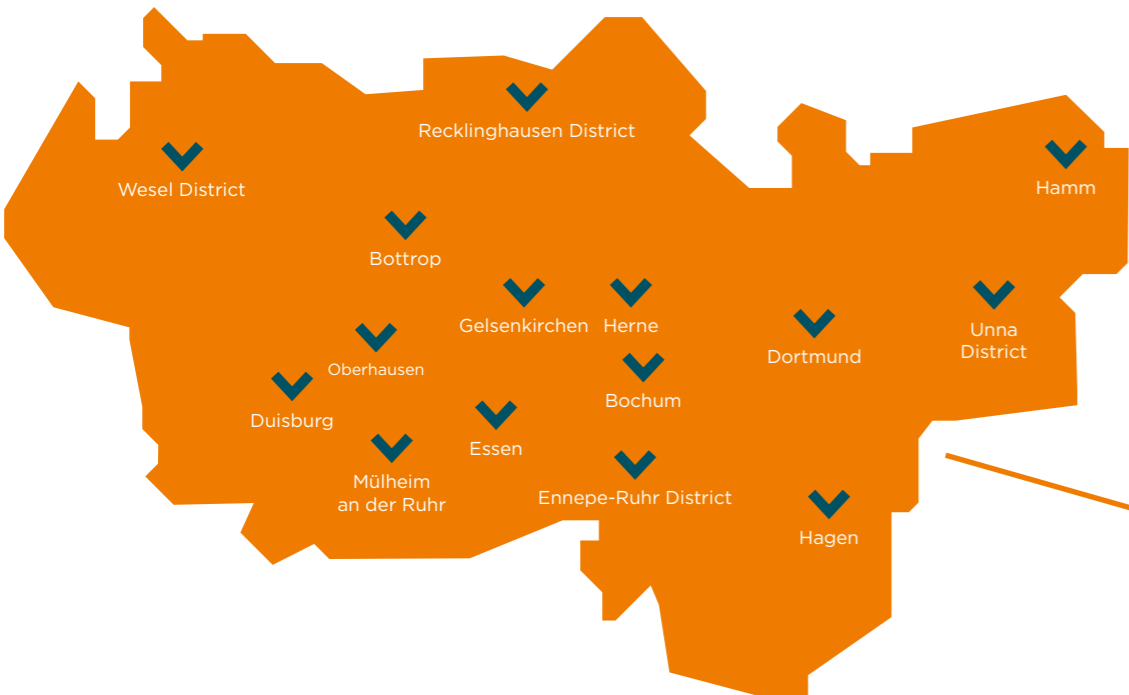 Recklinghausen District
Wesel District
Hamm
Bottrop
Gelsenkirchen
Herne
Unna
District
Dortmund
Oberhausen
Bochum
Duisburg
Essen
Mülheim
an der Ruhr
Ennepe-Ruhr District
Hagen